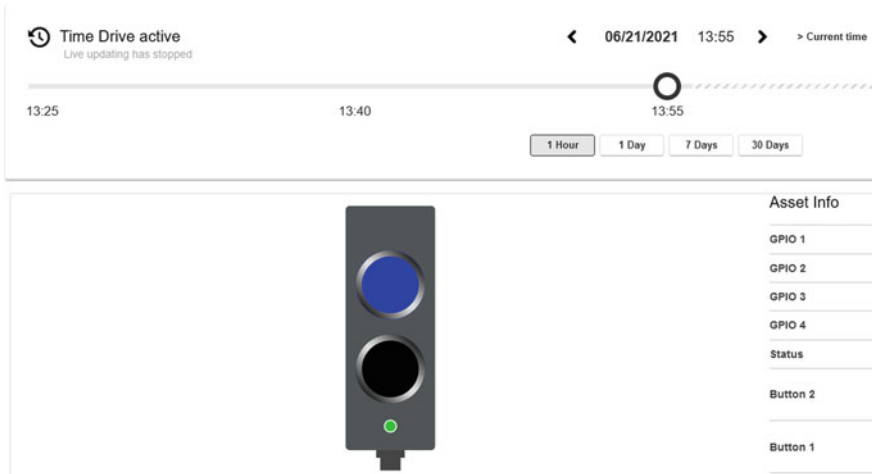 Time Drive active
Live updating has stopped
06/21/2021 13:55 > Current time
13:25 13:40 13:55
1 Hour 1 Day 7 Days 30 Days
Asset Info
GPIO 1
GPIO 2
GPIO 3
GPIO 4
Status
Button 2
Button 1